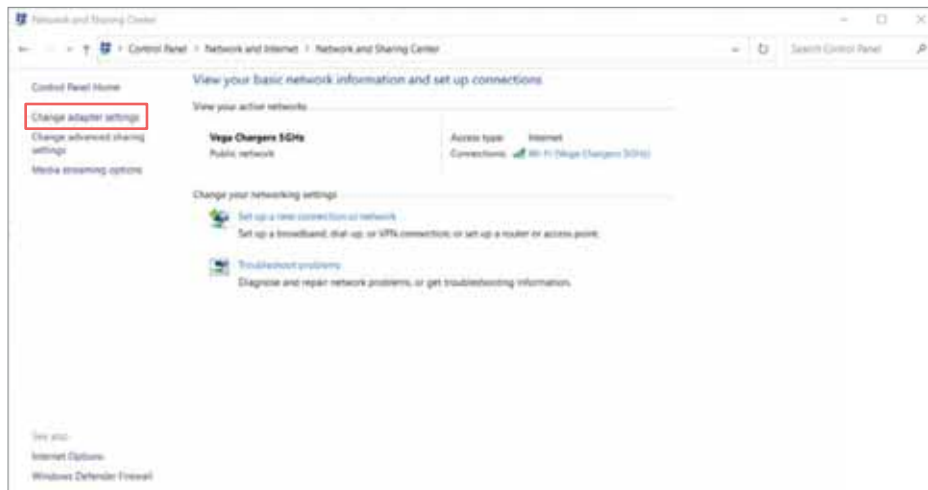 Network and Sharing Center
Control Panel > Network and Internet > Network and Sharing Center
Search Control Panel
Control Panel Home
Change adapter settings
Change advanced sharing
settings
Media streaming options
View your basic network information and set up connections
View your active networks
Vega Chargers 5GHz
Public network
Access type: Internet
Connections: Wi-Fi (Vega Chargers 5GHz)
Change your networking settings
Set up a new connection or network
Set up a broadband, dial-up, or VPN connection; or set up a router or access point.
Troubleshoot problems
Diagnose and repair network problems, or get troubleshooting information.
See also
Internet Options
Windows Defender Firewall